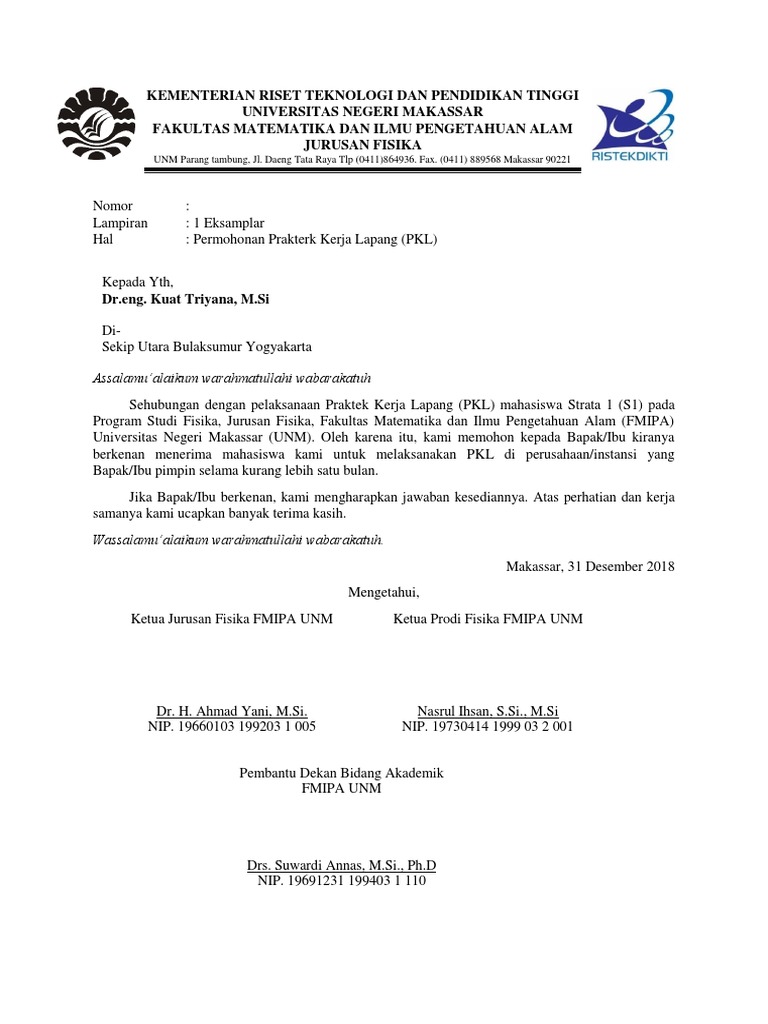 KEMENTERIAN RISET TEKNOLOGI DAN PENDIDIKAN TINGGI
UNIVERSITAS NEGERI MAKASSAR
FAKULTAS MATEMATIKA DAN ILMU PENGETAHUAN ALAM
JURUSAN FISIKA
UNM Parang tambung, Jl. Daeng Tata Raya Tlp (0411)864936. Fax. (0411) 889568 Makassar 90221
RISTEKDIKTI
Nomor :
Lampiran : 1 Eksamplar
Hal : Permohonan Prakterk Kerja Lapang (PKL)
Kepada Yth,
Dr.eng. Kuat Triyana, M.Si
Di-
Sekip Utara Bulaksumur Yogyakarta
Assalamu'alaikum warahmatullahi wabarakatuh
Sehubungan dengan pelaksanaan Praktek Kerja Lapang (PKL) mahasiswa Strata 1 (S1) pada
Program Studi Fisika, Jurusan Fisika, Fakultas Matematika dan Ilmu Pengetahuan Alam (FMIPA)
Universitas Negeri Makassar (UNM). Oleh karena itu, kami memohon kepada Bapak/Ibu kiranya
berkenan menerima mahasiswa kami untuk melaksanakan PKL di perusahaan/instansi yang
Bapak/Ibu pimpin selama kurang lebih satu bulan.
Jika Bapak/Ibu berkenan, kami mengharapkan jawaban kesediannya. Atas perhatian dan kerja
samanya kami ucapkan banyak terima kasih.
Wassalamu'alaikum warahmatullahi wabarakatuh.
Makassar, 31 Desember 2018
Mengetahui,
Ketua Jurusan Fisika FMIPA UNM Ketua Prodi Fisika FMIPA UNM
Dr. H. Ahmad Yani, M.Si. Nasrul Ihsan, S.Si., M.Si
NIP. 19660103 199203 1 005 NIP. 19730414 1999 03 2 001
Pembantu Dekan Bidang Akademik
FMIPA UNM
Drs. Suwardi Annas, M.Si., Ph.D
NIP. 19691231 199403 1 110